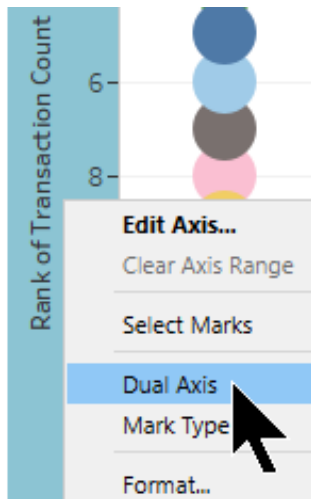 Rank of Transaction Count
6
8
Edit Axis...
Clear Axis Range
Select Marks
Dual Axis
Mark Type
Format...